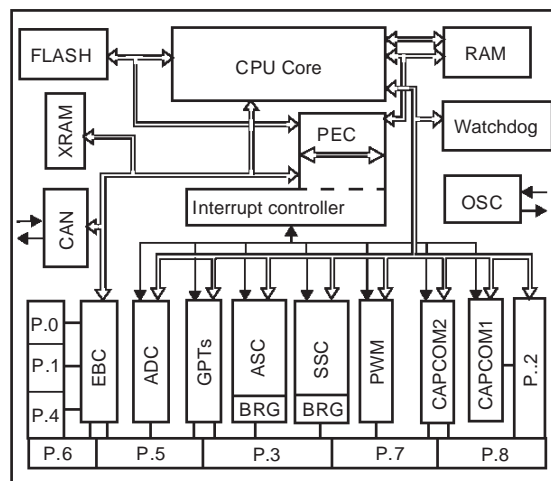 FLASH
CPU Core
RAM
XRAM
PEC
Watchdog
CAN
Interrupt controller
OSC
P.0
P.1
P.4
EBC
ADC
GPTs
ASC
BRG
SSC
BRG
PWM
CAPCOM2
CAPCOM1
P..2
P.6
P.5
P.3
P.7
P.8